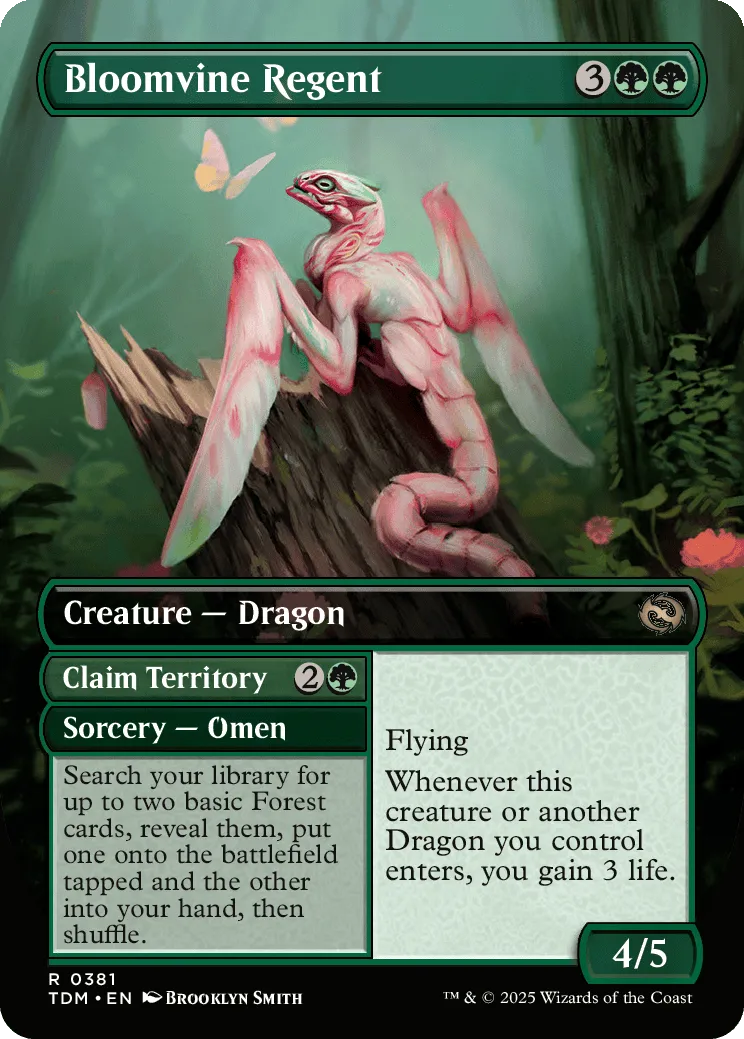 Bloomvine Regent 3
Creature — Dragon
Claim Territory 2
Sorcery — Omen
Search your library for
up to two basic Forest
cards, reveal them, put
one onto the battlefield
tapped and the other
into your hand, then
shuffle.
Flying
Whenever this
creature or another
Dragon you control
enters, you gain 3 life.
4/5
R 0381
TDM • EN Brooklyn Smith
™ & © 2025 Wizards of the Coast